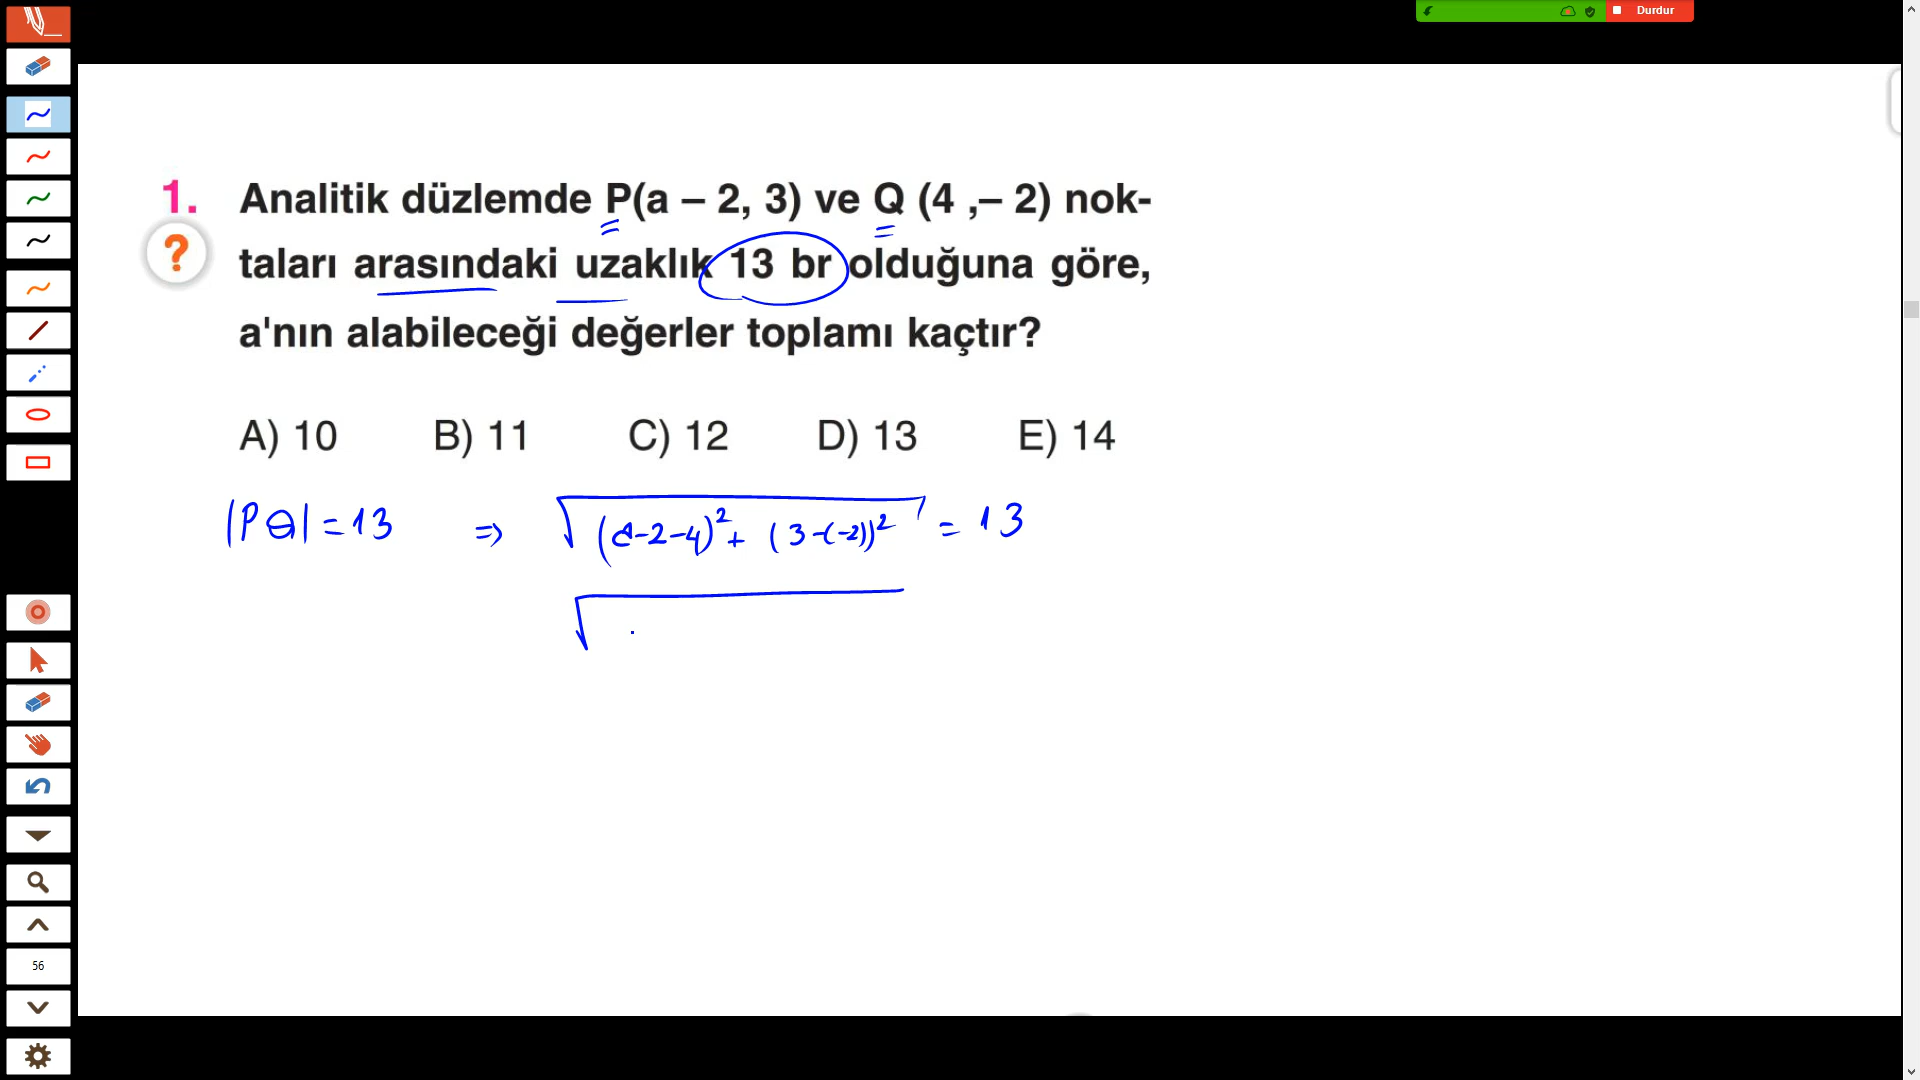 Durdur
1. Analitik düzlemde P(a – 2, 3) ve Q (4 ,– 2) nok-
? taları arasındaki uzaklık 13 br olduğuna göre,
a'nın alabileceği değerler toplamı kaçtır?
A) 10 B) 11 C) 12 D) 13 E) 14
|PQ| = 13 ⇒ √(a-2-4)² + (3-(-2))² = 13
√
56